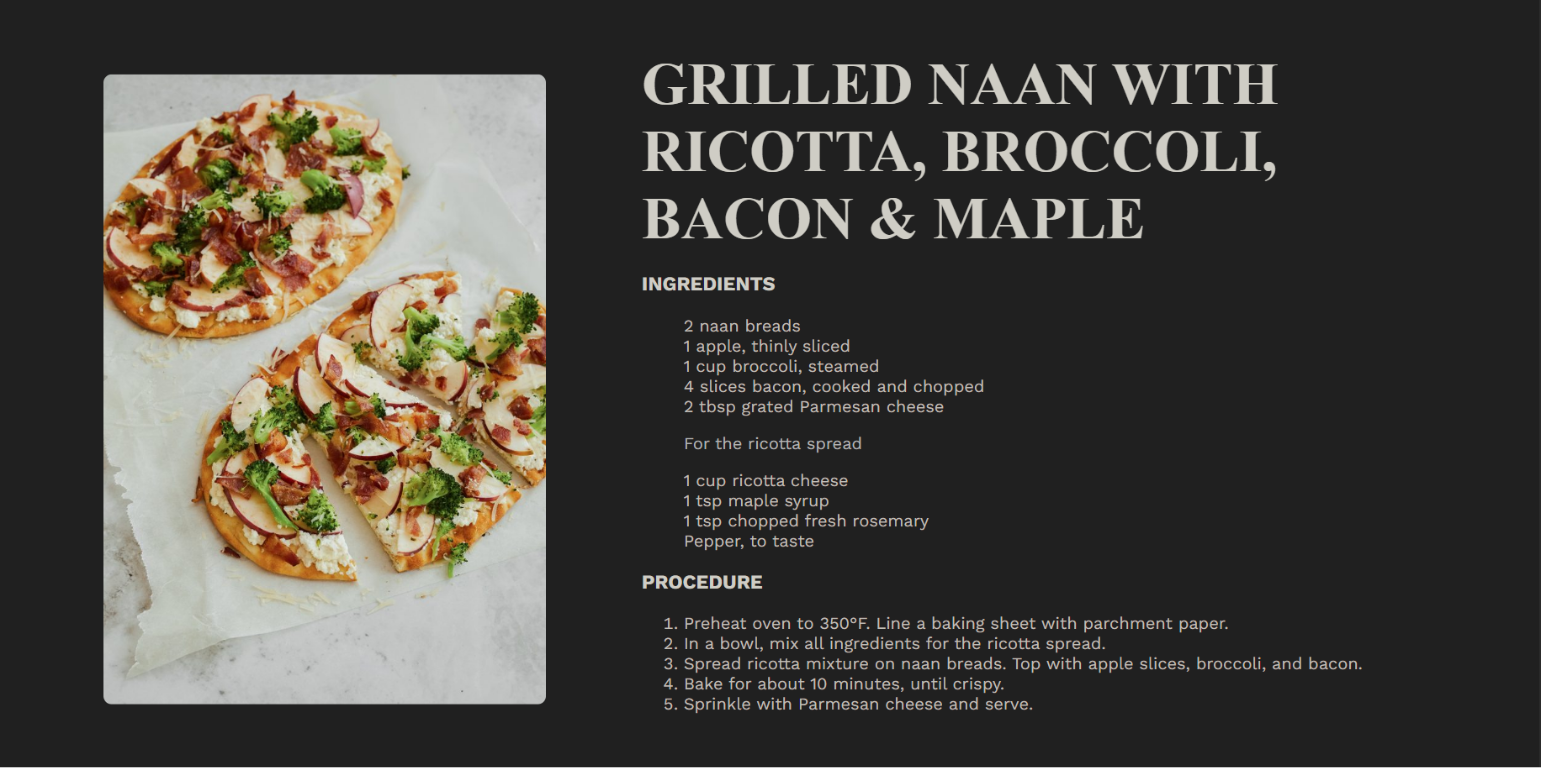 GRILLED NAAN WITH
RICOTTA, BROCCOLI,
BACON & MAPLE
INGREDIENTS
2 naan breads
1 apple, thinly sliced
1 cup broccoli, steamed
4 slices bacon, cooked and chopped
2 tbsp grated Parmesan cheese
For the ricotta spread
1 cup ricotta cheese
1 tsp maple syrup
1 tsp chopped fresh rosemary
Pepper, to taste
PROCEDURE
1. Preheat oven to 350°F. Line a baking sheet with parchment paper.
2. In a bowl, mix all ingredients for the ricotta spread.
3. Spread ricotta mixture on naan breads. Top with apple slices, broccoli, and bacon.
4. Bake for about 10 minutes, until crispy.
5. Sprinkle with Parmesan cheese and serve.